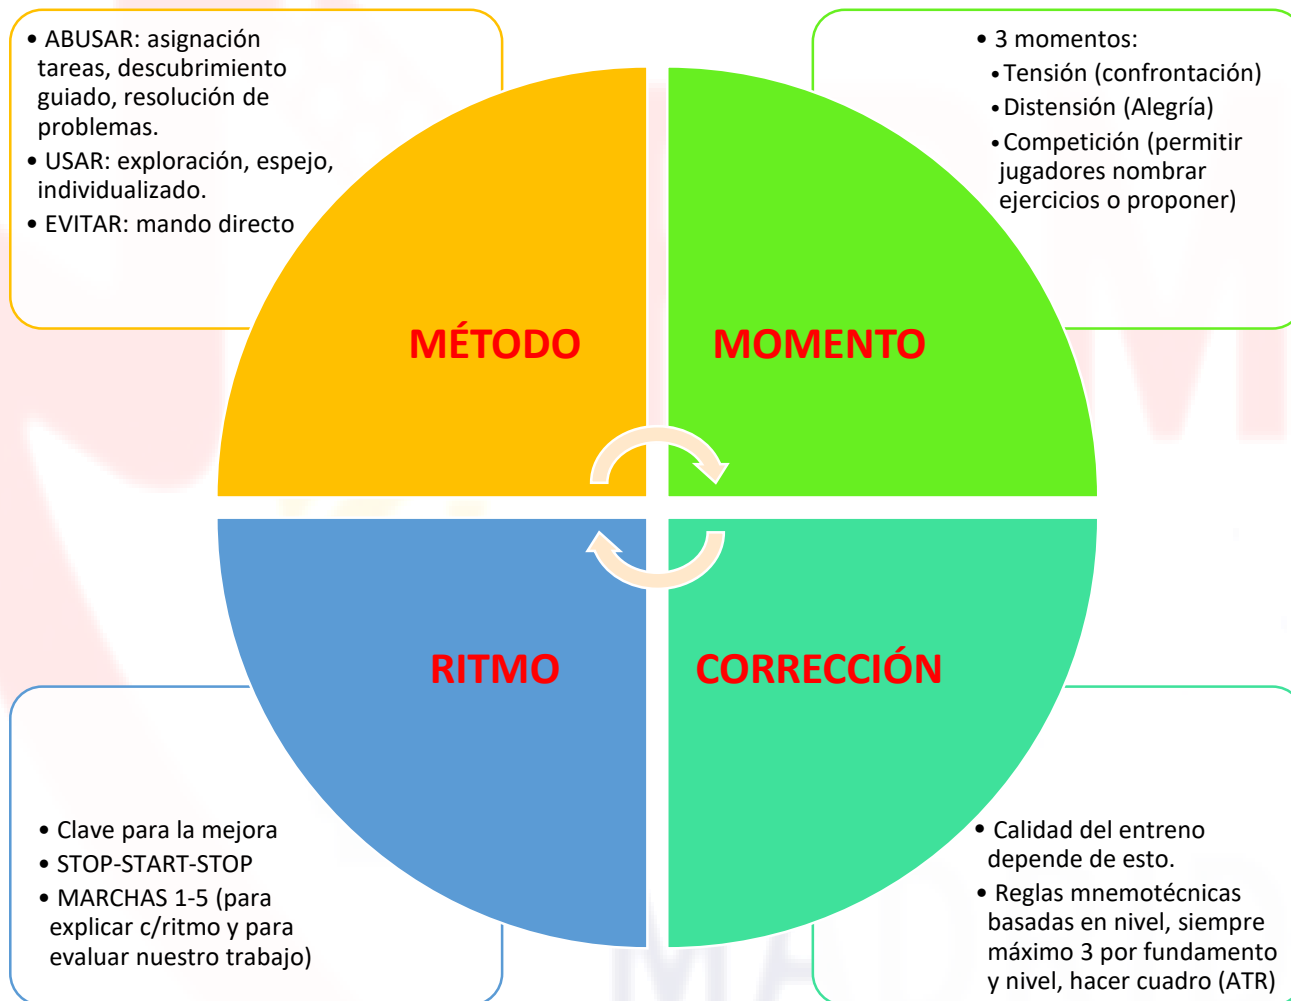 • ABUSAR: asignación
tareas, descubrimiento
guiado, resolución de
problemas.
• USAR: exploración, espejo,
individualizado.
• EVITAR: mando directo
• 3 momentos:
• Tensión (confrontación)
• Distensión (Alegría)
• Competición (permitir
jugadores nombrar
ejercicios o proponer)
MÉTODO
MOMENTO
RITMO
CORRECCIÓN
• Clave para la mejora
• STOP-START-STOP
• MARCHAS 1-5 (para
explicar c/ritmo y para
evaluar nuestro trabajo)
• Calidad del entreno
depende de esto.
• Reglas mnemotécnicas
basadas en nivel, siempre
máximo 3 por fundamento
y nivel, hacer cuadro (ATR)